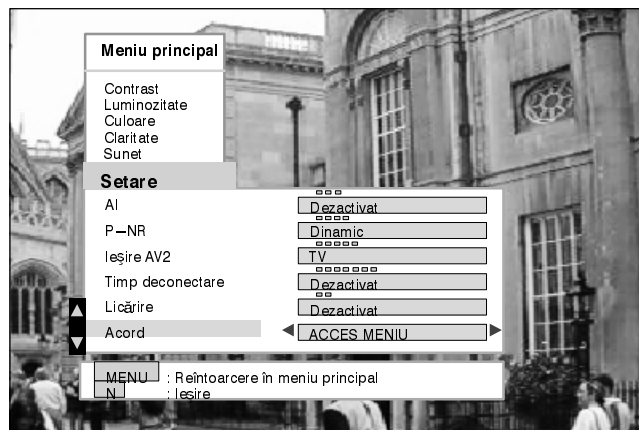 Meniu principal
Contrast
Luminozitate
Culoare
Claritate
Sunet
Setare
AI Dezactivat
P–NR Dinamic
Ieşire AV2 TV
Timp deconectare Dezactivat
Licărire Dezactivat
Acord ACCES MENIU
MENU : Reîntoarcere în meniu principal
N : Ieşire